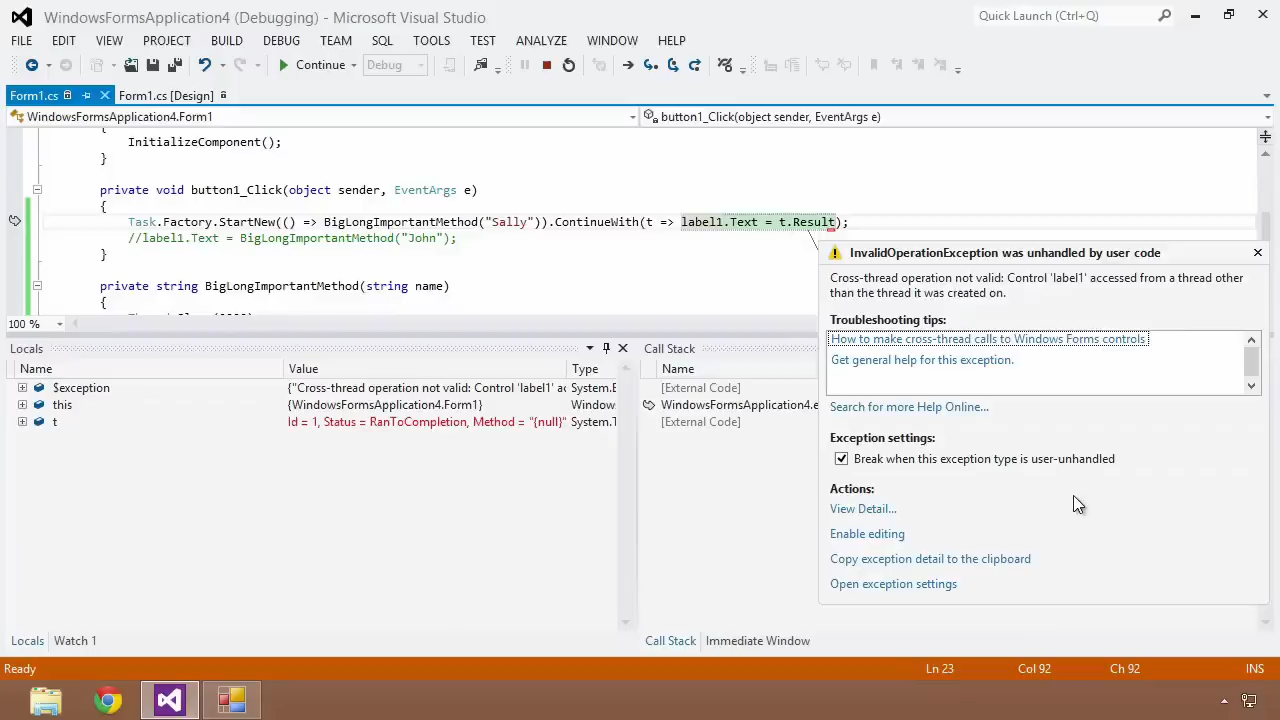 WindowsFormsApplication4 (Debugging) - Microsoft Visual Studio
Quick Launch (Ctrl+Q)
FILE EDIT VIEW PROJECT BUILD DEBUG TEAM SQL TOOLS TEST ANALYZE WINDOW HELP
Continue Debug
Form1.cs Form1.cs [Design]
WindowsFormsApplication4.Form1 button1_Click(object sender, EventArgs e)
{
InitializeComponent();
}
private void button1_Click(object sender, EventArgs e)
{
Task.Factory.StartNew(() => BigLongImportantMethod("Sally")).ContinueWith(t => label1.Text = t.Result);
//label1.Text = BigLongImportantMethod("John");
}
private string BigLongImportantMethod(string name)
{
100 %
InvalidOperationException was unhandled by user code
Cross-thread operation not valid: Control 'label1' accessed from a thread other
than the thread it was created on.
Troubleshooting tips:
How to make cross-thread calls to Windows Forms controls
Get general help for this exception.
Search for more Help Online...
Exception settings:
Break when this exception type is user-unhandled
Actions:
View Detail...
Enable editing
Copy exception detail to the clipboard
Open exception settings
Locals
Name Value Type
$exception {"Cross-thread operation not valid: Control 'label1' ac System.E
this {WindowsFormsApplication4.Form1} Windows
t Id = 1, Status = RanToCompletion, Method = "{null}" System.T
Call Stack
Name
[External Code]
WindowsFormsApplication4.e
[External Code]
Locals Watch 1
Call Stack Immediate Window
Ready Ln 23 Col 92 Ch 92 INS